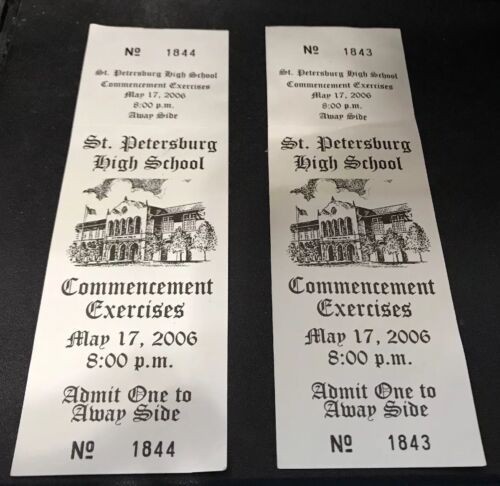 Nº 1844
St. Petersburg High School
Commencement Exercises
May 17, 2006
8:00 p.m.
Away Side
St. Petersburg
High School
Commencement
Exercises
May 17, 2006
8:00 p.m.
Admit One to
Away Side
Nº 1844
Nº 1843
St. Petersburg High School
Commencement Exercises
May 17, 2006
8:00 p.m.
Away Side
St. Petersburg
High School
Commencement
Exercises
May 17, 2006
8:00 p.m.
Admit One to
Away Side
Nº 1843